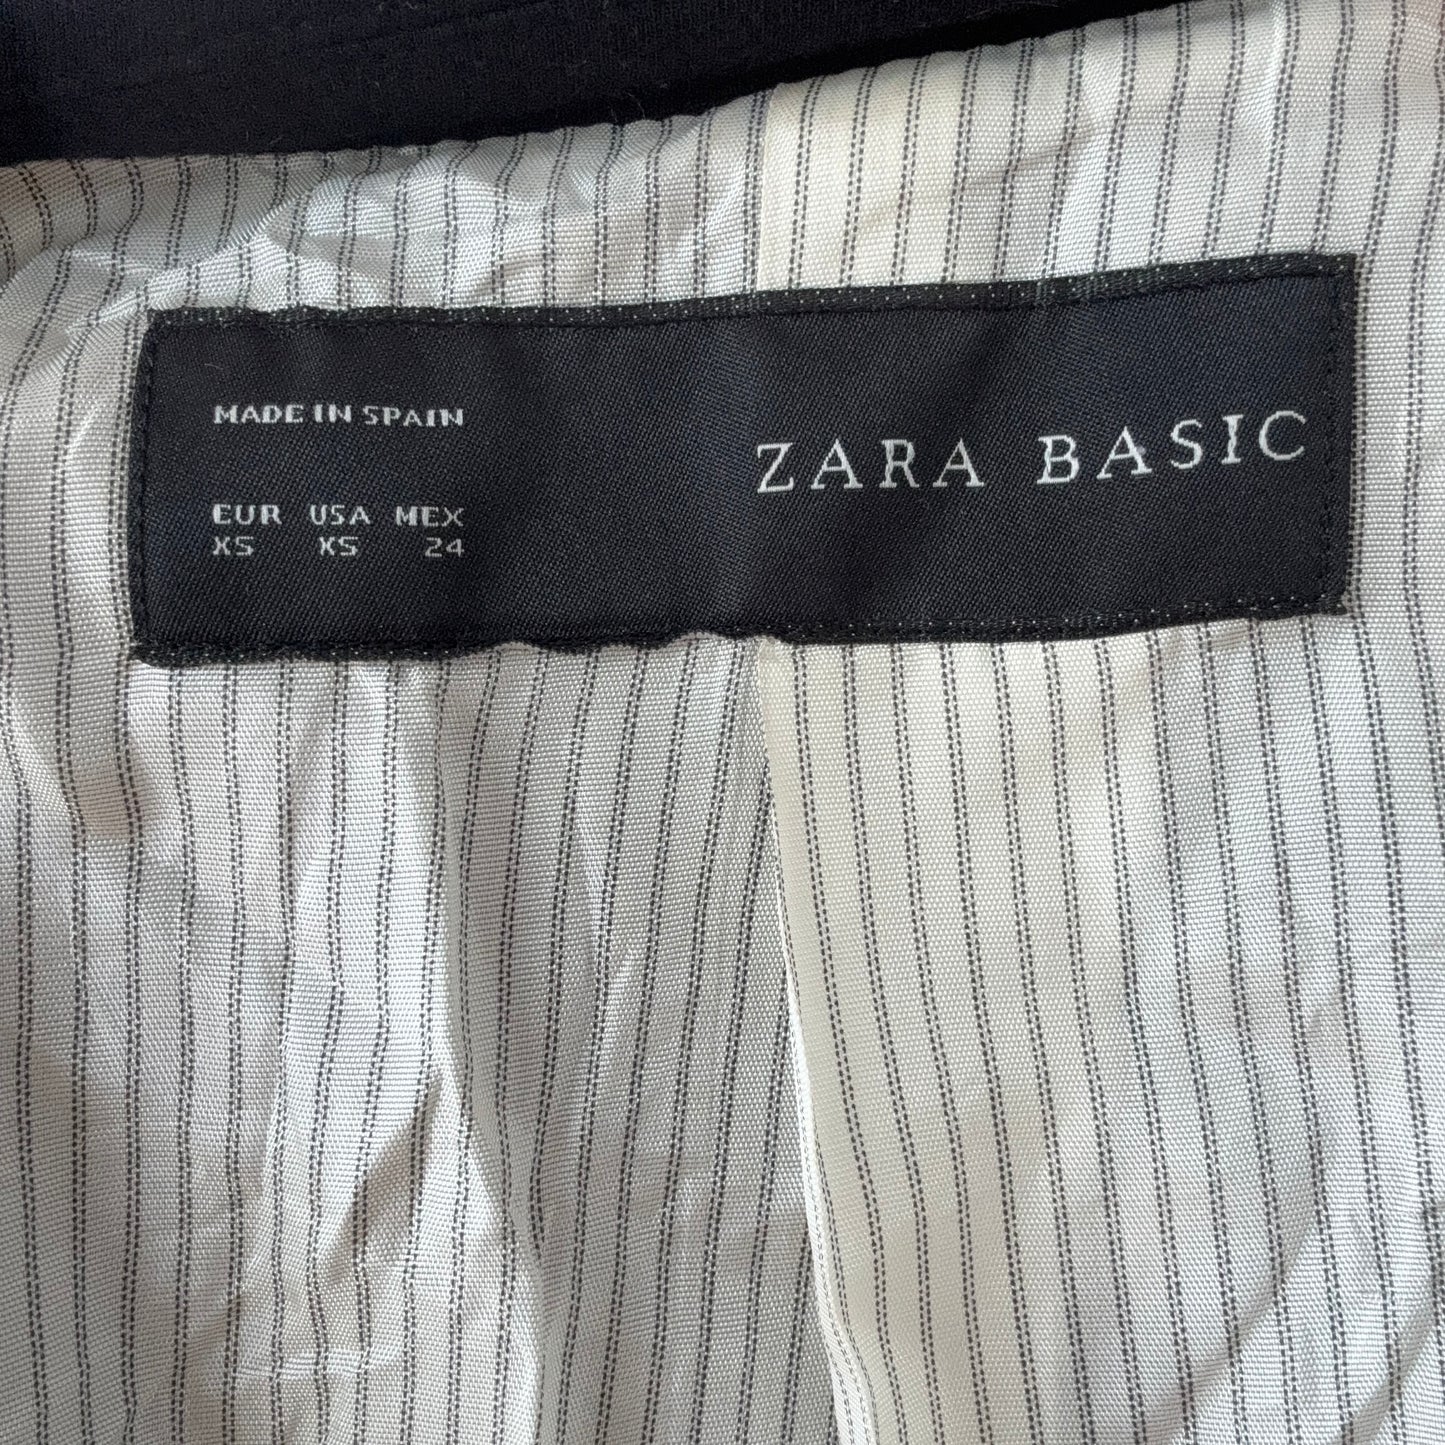 MADE IN SPAIN
EUR USA MEX
XS XS 24
ZARA BASIC